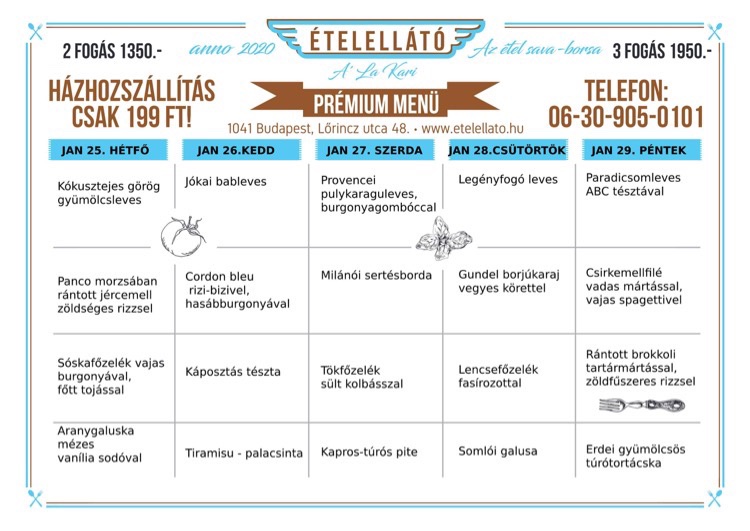 2 FOGÁS 1350.-
anno 2020
ÉTELELLÁTÓ
Az étel sava-borsa
3 FOGÁS 1950.-
A' La Kari
HÁZHOZSZÁLLÍTÁS
CSAK 199 FT!
PRÉMIUM MENÜ
TELEFON:
06-30-905-0101
1041 Budapest, Lőrincz utca 48. • www.etelellato.hu
JAN 25. HÉTFŐ
JAN 26.KEDD
JAN 27. SZERDA
JAN 28.CSÜTÖRTÖK
JAN 29. PÉNTEK
Kókusztejes görög
gyümölcsleves
Jókai bableves
Provencei
pulykaraguleves,
burgonyagombóccal
Legényfogó leves
Paradicsomleves
ABC tésztával
Panco morzsában
rántott jércemell
zöldséges rizzsel
Cordon bleu
rizi-bizivel,
hasábburgonyával
Milánói sertésborda
Gundel borjúkaraj
vegyes körettel
Csirkemellfilé
vadas mártással,
vajas spagettivel
Sóskafőzelék vajas
burgonyával,
főtt tojással
Káposztás tészta
Tökfőzelék
sült kolbásszal
Lencsefőzelék
fasírozottal
Rántott brokkoli
tartármártással,
zöldfűszeres rizzsel
Aranygaluska
mézes
vanília sodóval
Tiramisu - palacsinta
Kapros-túrós pite
Somlói galusa
Erdei gyümölcsös
túrótortácska